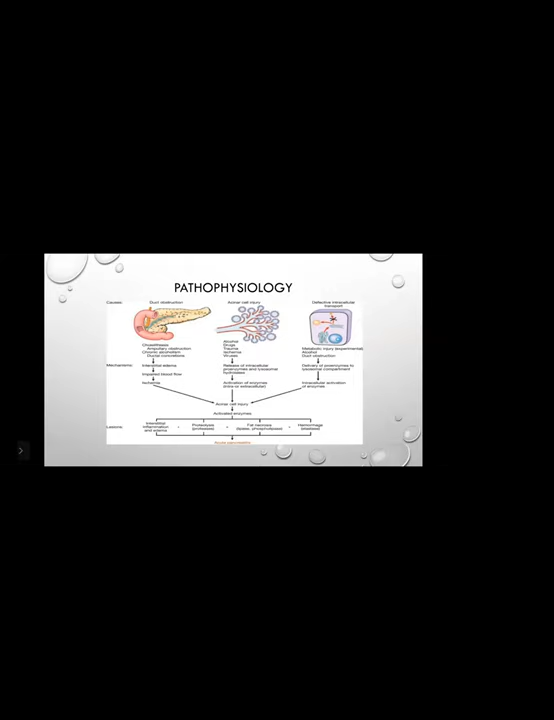 PATHOPHYSIOLOGY
Causes: Duct obstruction Acinar cell injury Defective intracellular
transport
Cholelithiasis
Ampullary obstruction
Chronic alcoholism
Ductal concretions
Alcohol
Drugs
Trauma
Ischemia
Viruses
Metabolic injury (experimental)
Alcohol
Duct obstruction
Mechanisms: Interstitial edema
Impaired blood flow
Ischemia
Release of intracellular
proenzymes and lysosomal
hydrolases
Activation of enzymes
(intra-or extracellular)
Delivery of proenzymes to
lysosomal compartment
Intracellular activation
of enzymes
Acinar cell injury
Activated enzymes
Lesions: Interstitial
inflammation
and edema
Proteolysis
(proteases)
Fat necrosis
(lipase, phospholipase)
Hemorrhage
(elastase)
Acute pancreatitis